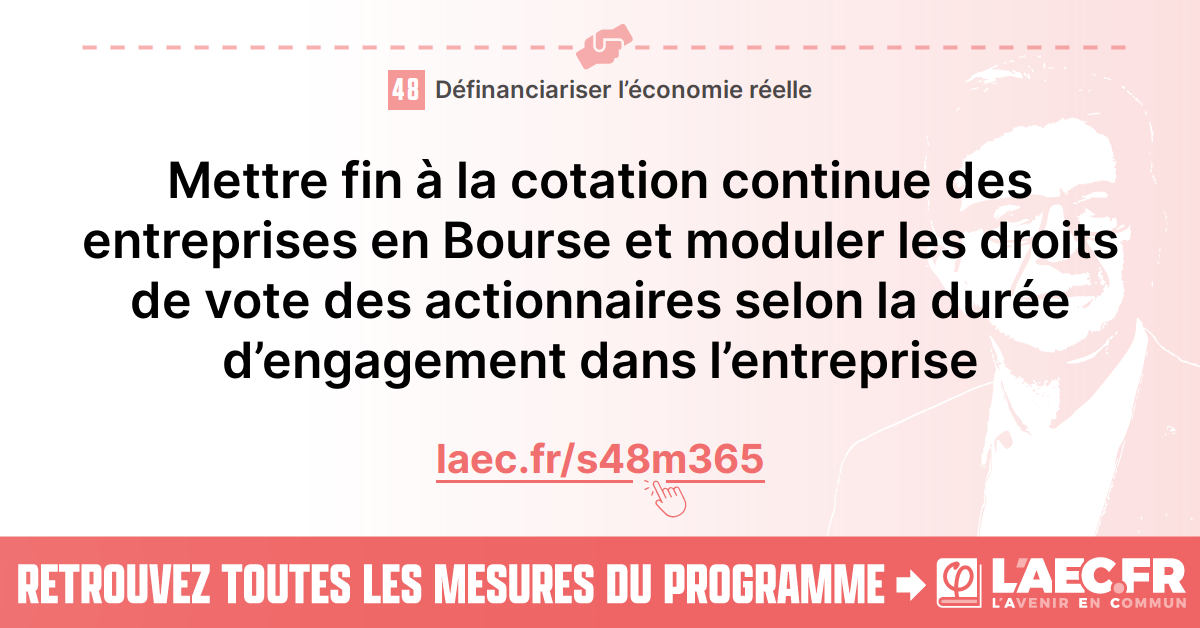 48 Définanciariser l’économie réelle
Mettre fin à la cotation continue des
entreprises en Bourse et moduler les droits
de vote des actionnaires selon la durée
d’engagement dans l’entreprise
laec.fr/s48m365
RETROUVEZ TOUTES LES MESURES DU PROGRAMME → φ L'AEC.FR
L'AVENIR EN COMMUN